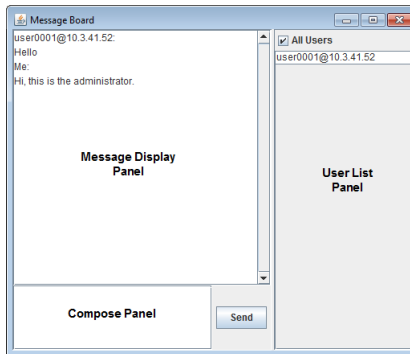 Message Board
user0001@10.3.41.52:
Hello
Me:
Hi, this is the administrator.
Message Display
Panel
All Users
user0001@10.3.41.52
User List
Panel
Compose Panel
Send